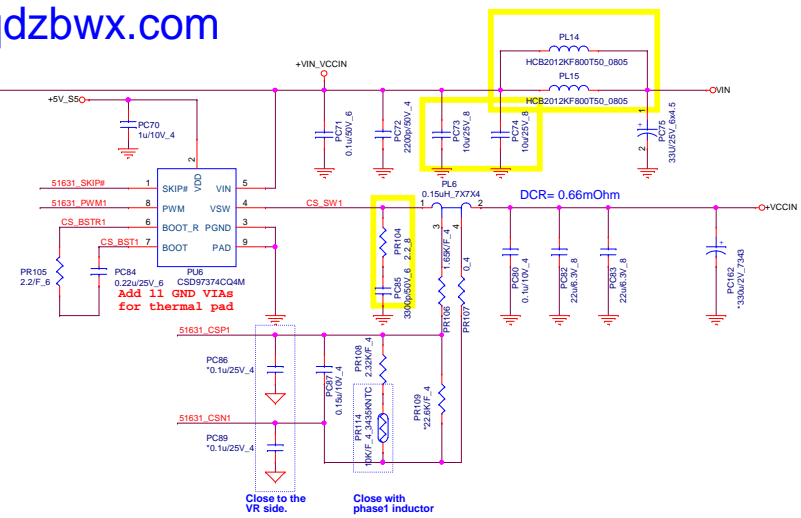 qdzbwx.com
PL14
HCB2012KF800T50_0805
PL15
HCB2012KF800T50_0805
+VIN_VCCIN
VIN
+5V_S5
PC70
1u/10V_4
PC71
0.1u/50V_6
PC72
2200p/50V_4
PC73
10u/25V_8
PC74
10u/25V_8
1
+
PC75
33U/25V_6x4.5
2
2
VDD
51631_SKIP#
1
SKIP#
VIN
5
51631_PWM1
8
PWM
VSW
4
CS_SW1
CS_BSTR1
6
BOOT_R
PGND
3
CS_BST1
7
BOOT
PAD
9
PU6
CSD97374CQ4M
PR105
2.2/F_6
PC84
0.22u/25V_6
Add 11 GND VIAs
for thermal pad
PL6
0.15uH_7X7X4
1
2
3
4
DCR= 0.66mOhm
+VCCIN
PR104
2.2_8
PC85
3300p/50V_6
1.65K/F_4
PR106
0_4
PR107
PC80
0.1u/10V_4
PC82
22u/6.3V_8
PC83
22u/6.3V_8
+
PC162
*330u/2V_7343
51631_CSP1
PC86
*0.1u/25V_4
PC87
0.15u/10V_4
PR108
2.32K/F_4
PR109
*22.6K/F_4
PR114
10K/F_4_3435KNTC
51631_CSN1
PC89
*0.1u/25V_4
Close to the
VR side.
Close with
phase1 inductor